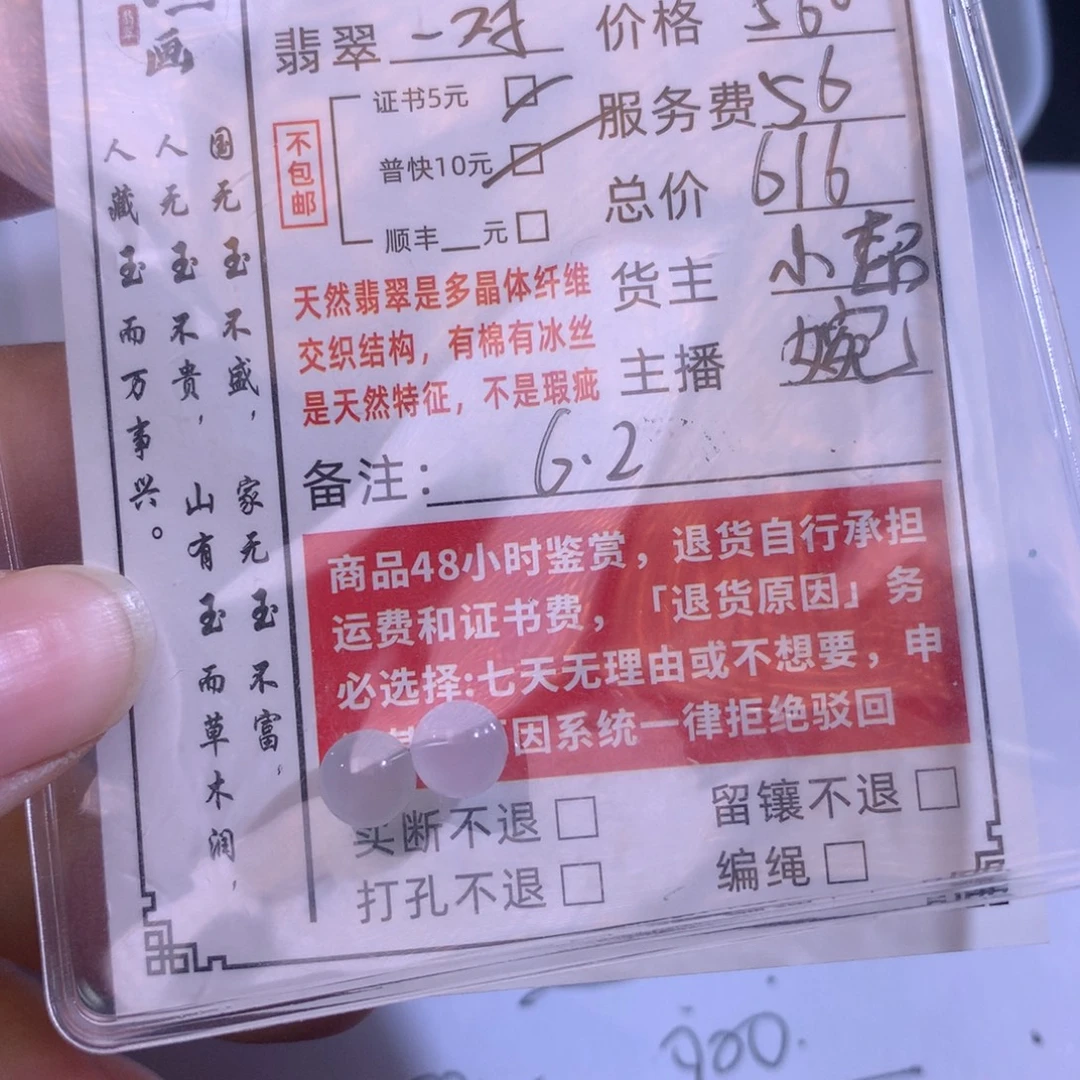 画
国无玉不盛，家无玉不富，
人无玉不贵，山有玉而草木润，
人藏玉而万事兴。
翡翠 一对
价格 560
不包邮
证书5元
普快10元
顺丰__元
服务费 56
总价 616
货主 小
主播 婉
天然翡翠是多晶体纤维
交织结构，有棉有冰丝
是天然特征，不是瑕疵
备注： 6.2
商品48小时鉴赏，退货自行承担
运费和证书费，「退货原因」务
必选择:七天无理由或不想要，申
因系统一律拒绝驳回
买断不退
留镶不退
打孔不退
编绳
900